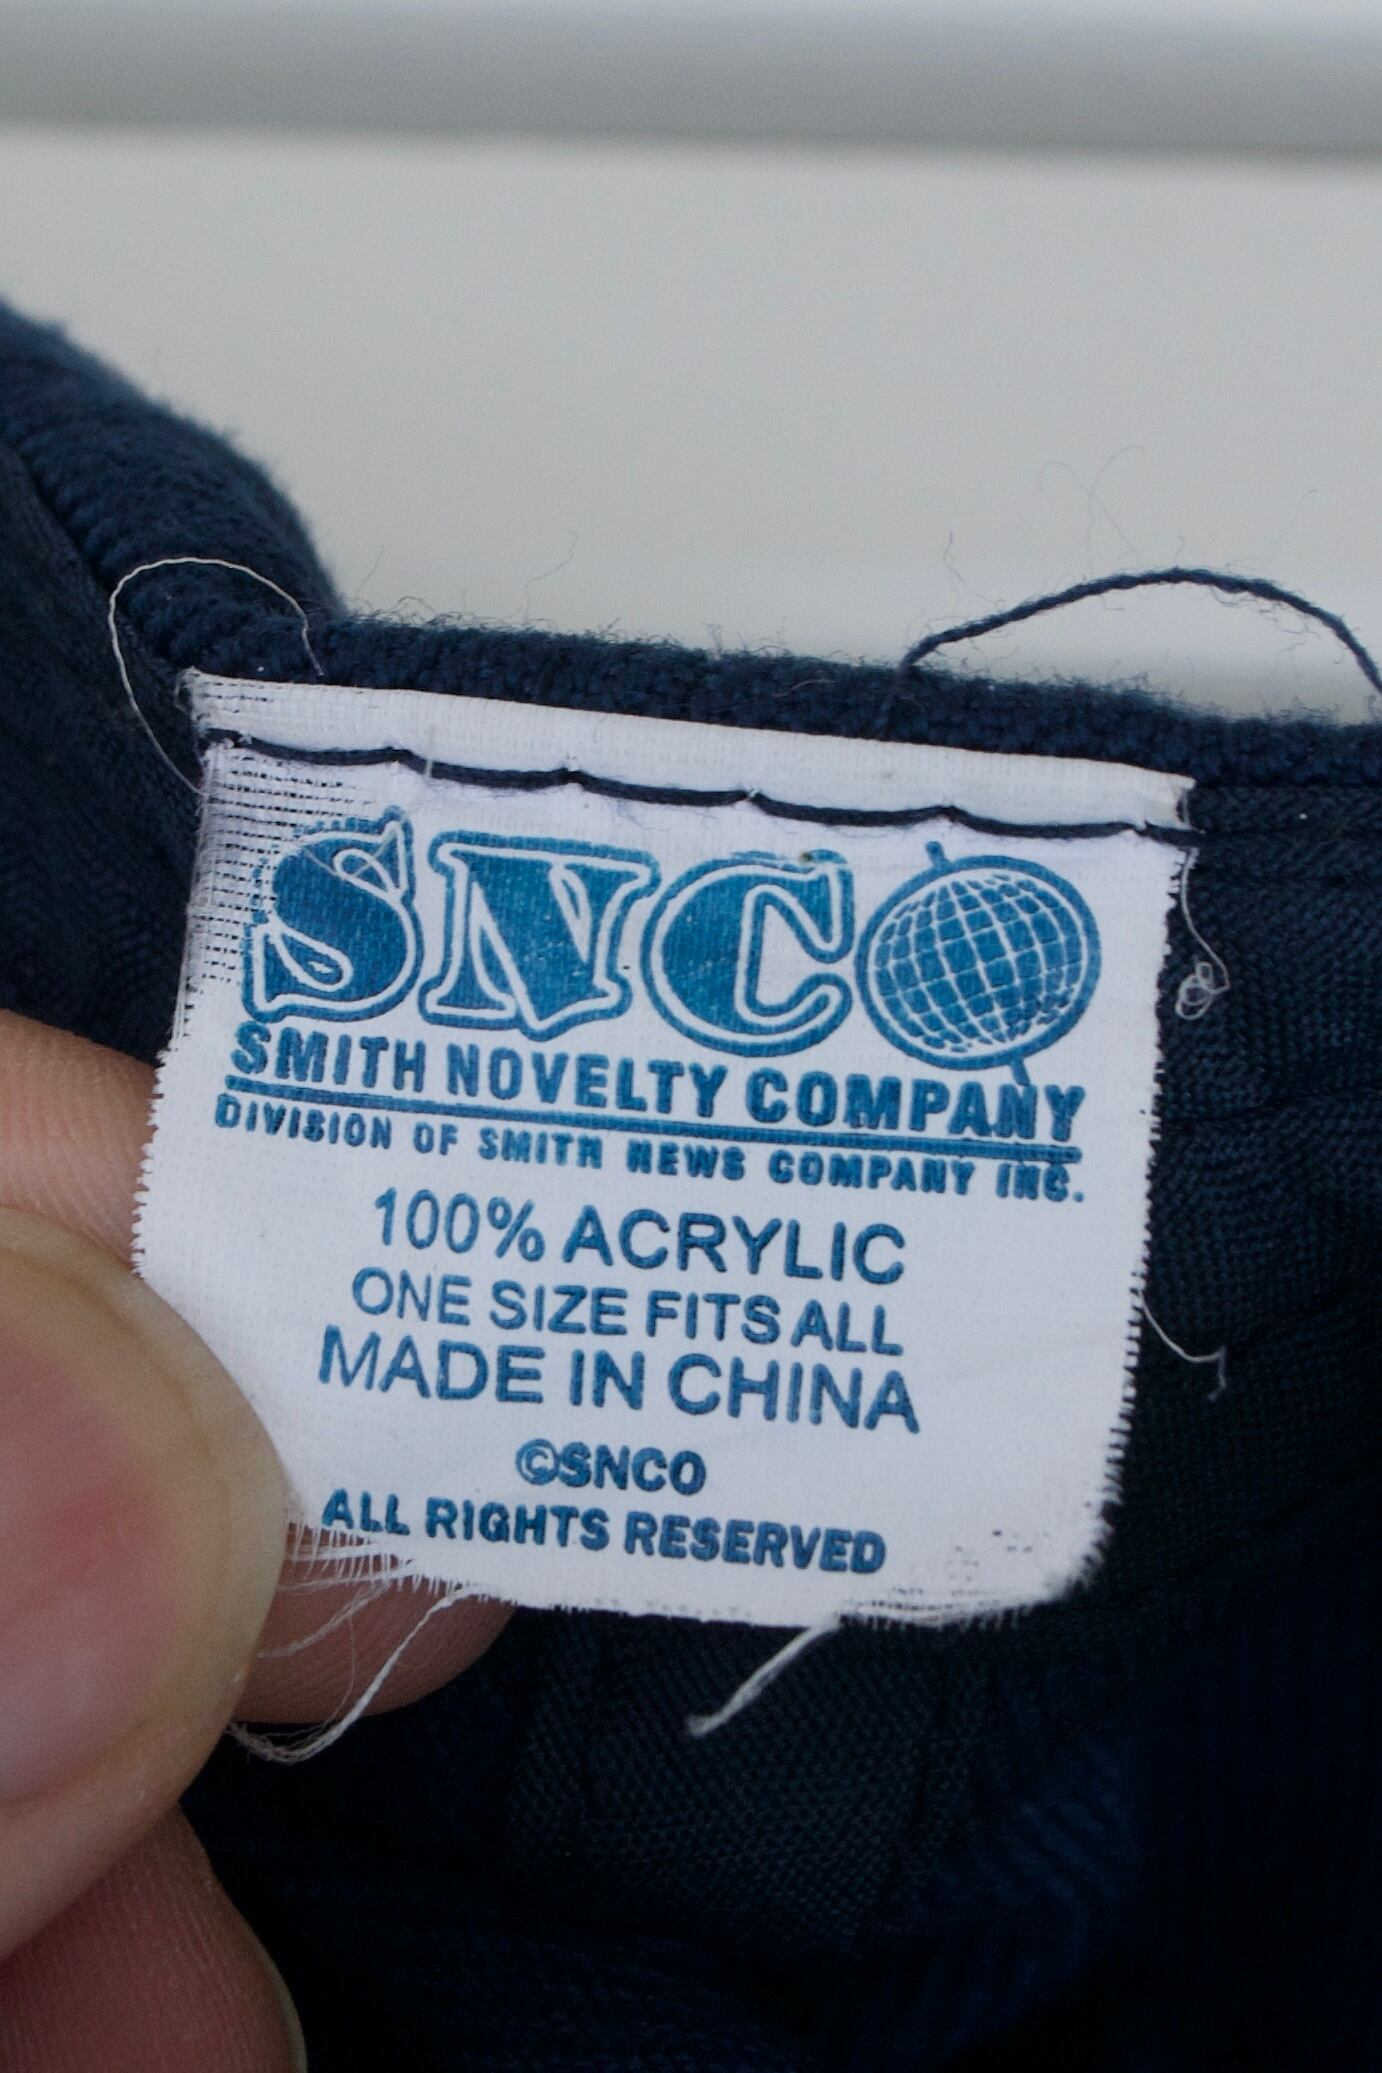 SNCO
SMITH NOVELTY COMPANY
DIVISION OF SMITH NEWS COMPANY INC.
100% ACRYLIC
ONE SIZE FITS ALL
MADE IN CHINA
©SNCO
ALL RIGHTS RESERVED